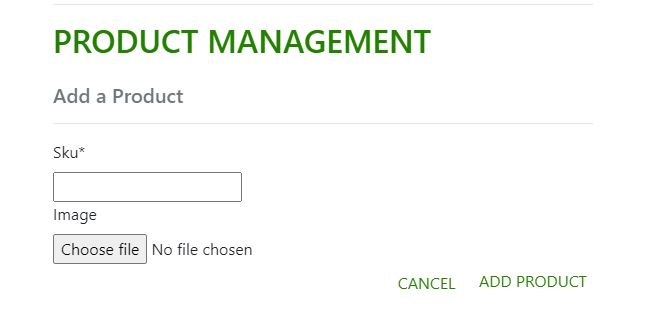 PRODUCT MANAGEMENT
Add a Product
Sku*
Image
Choose file No file chosen
CANCEL ADD PRODUCT